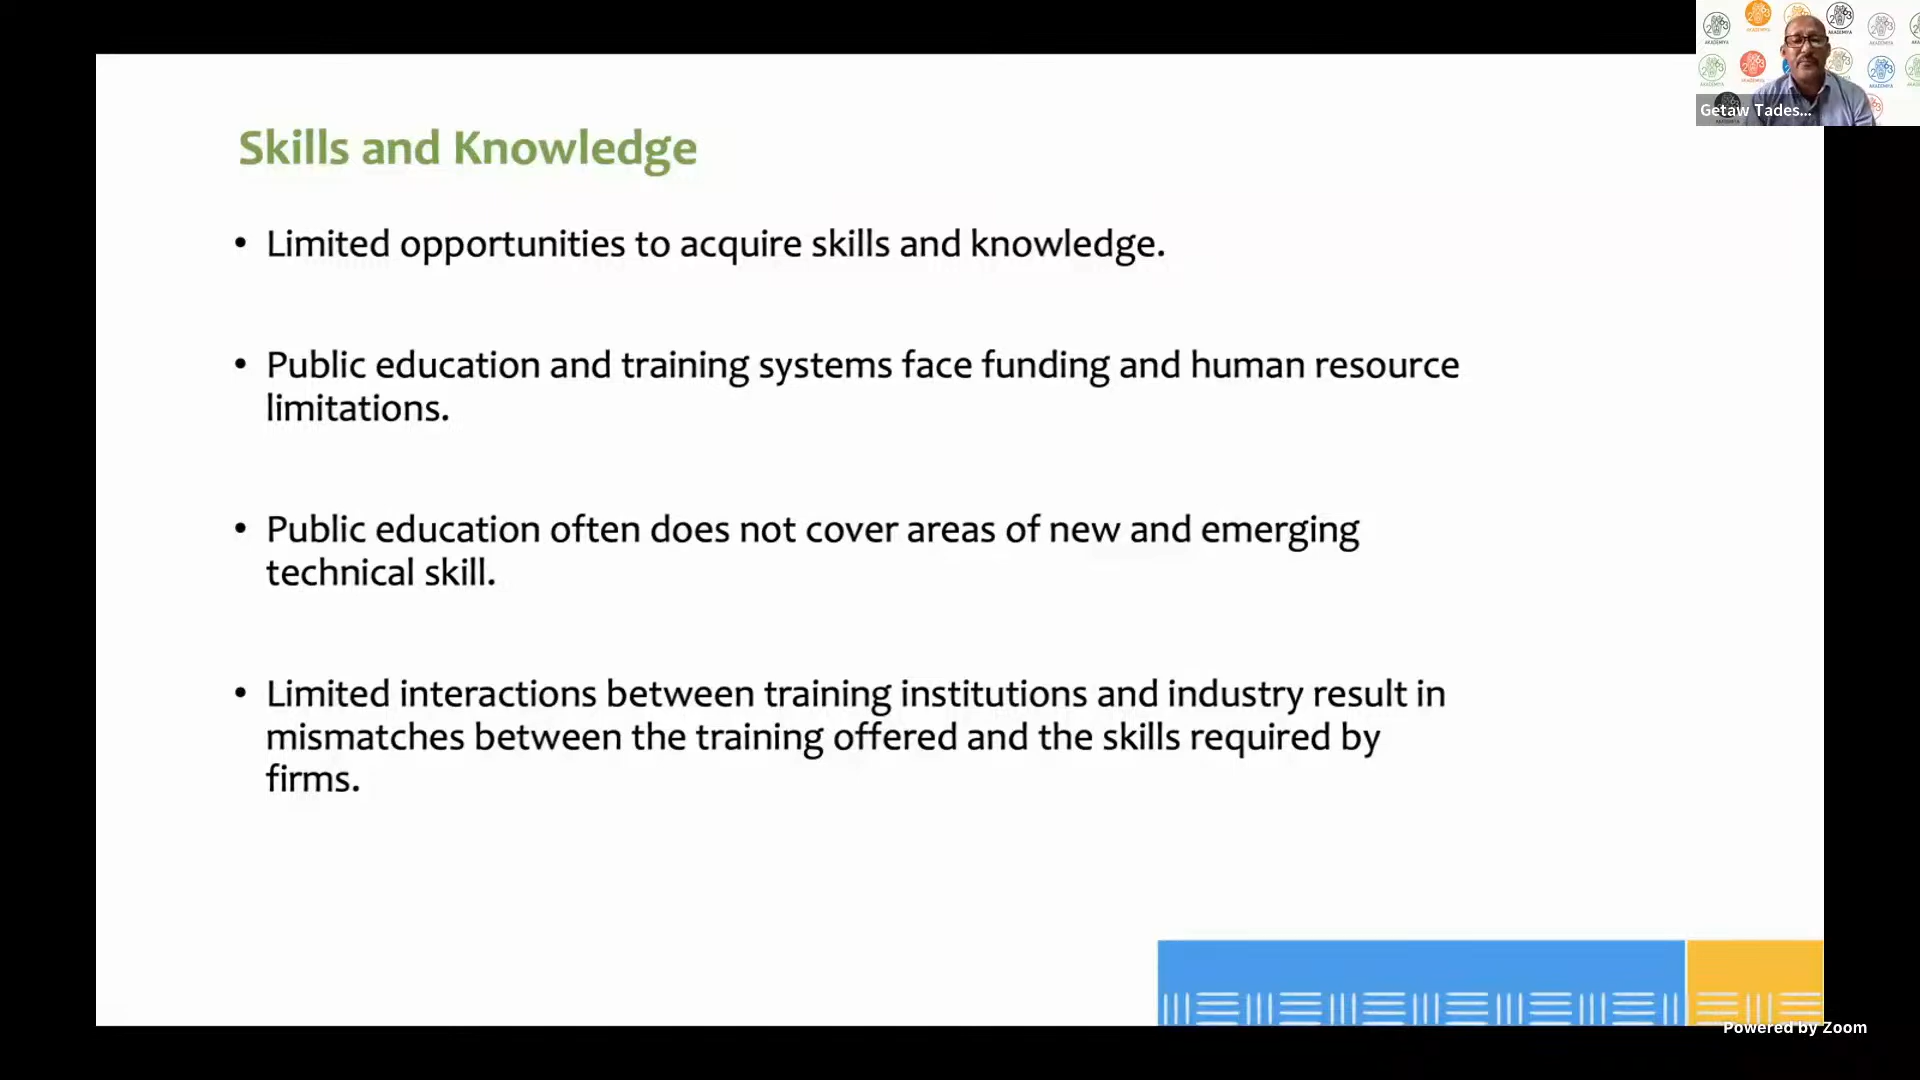 Getaw Tades...
Skills and Knowledge
• Limited opportunities to acquire skills and knowledge.
• Public education and training systems face funding and human resource
limitations.
• Public education often does not cover areas of new and emerging
technical skill.
• Limited interactions between training institutions and industry result in
mismatches between the training offered and the skills required by
firms.
Powered by Zoom